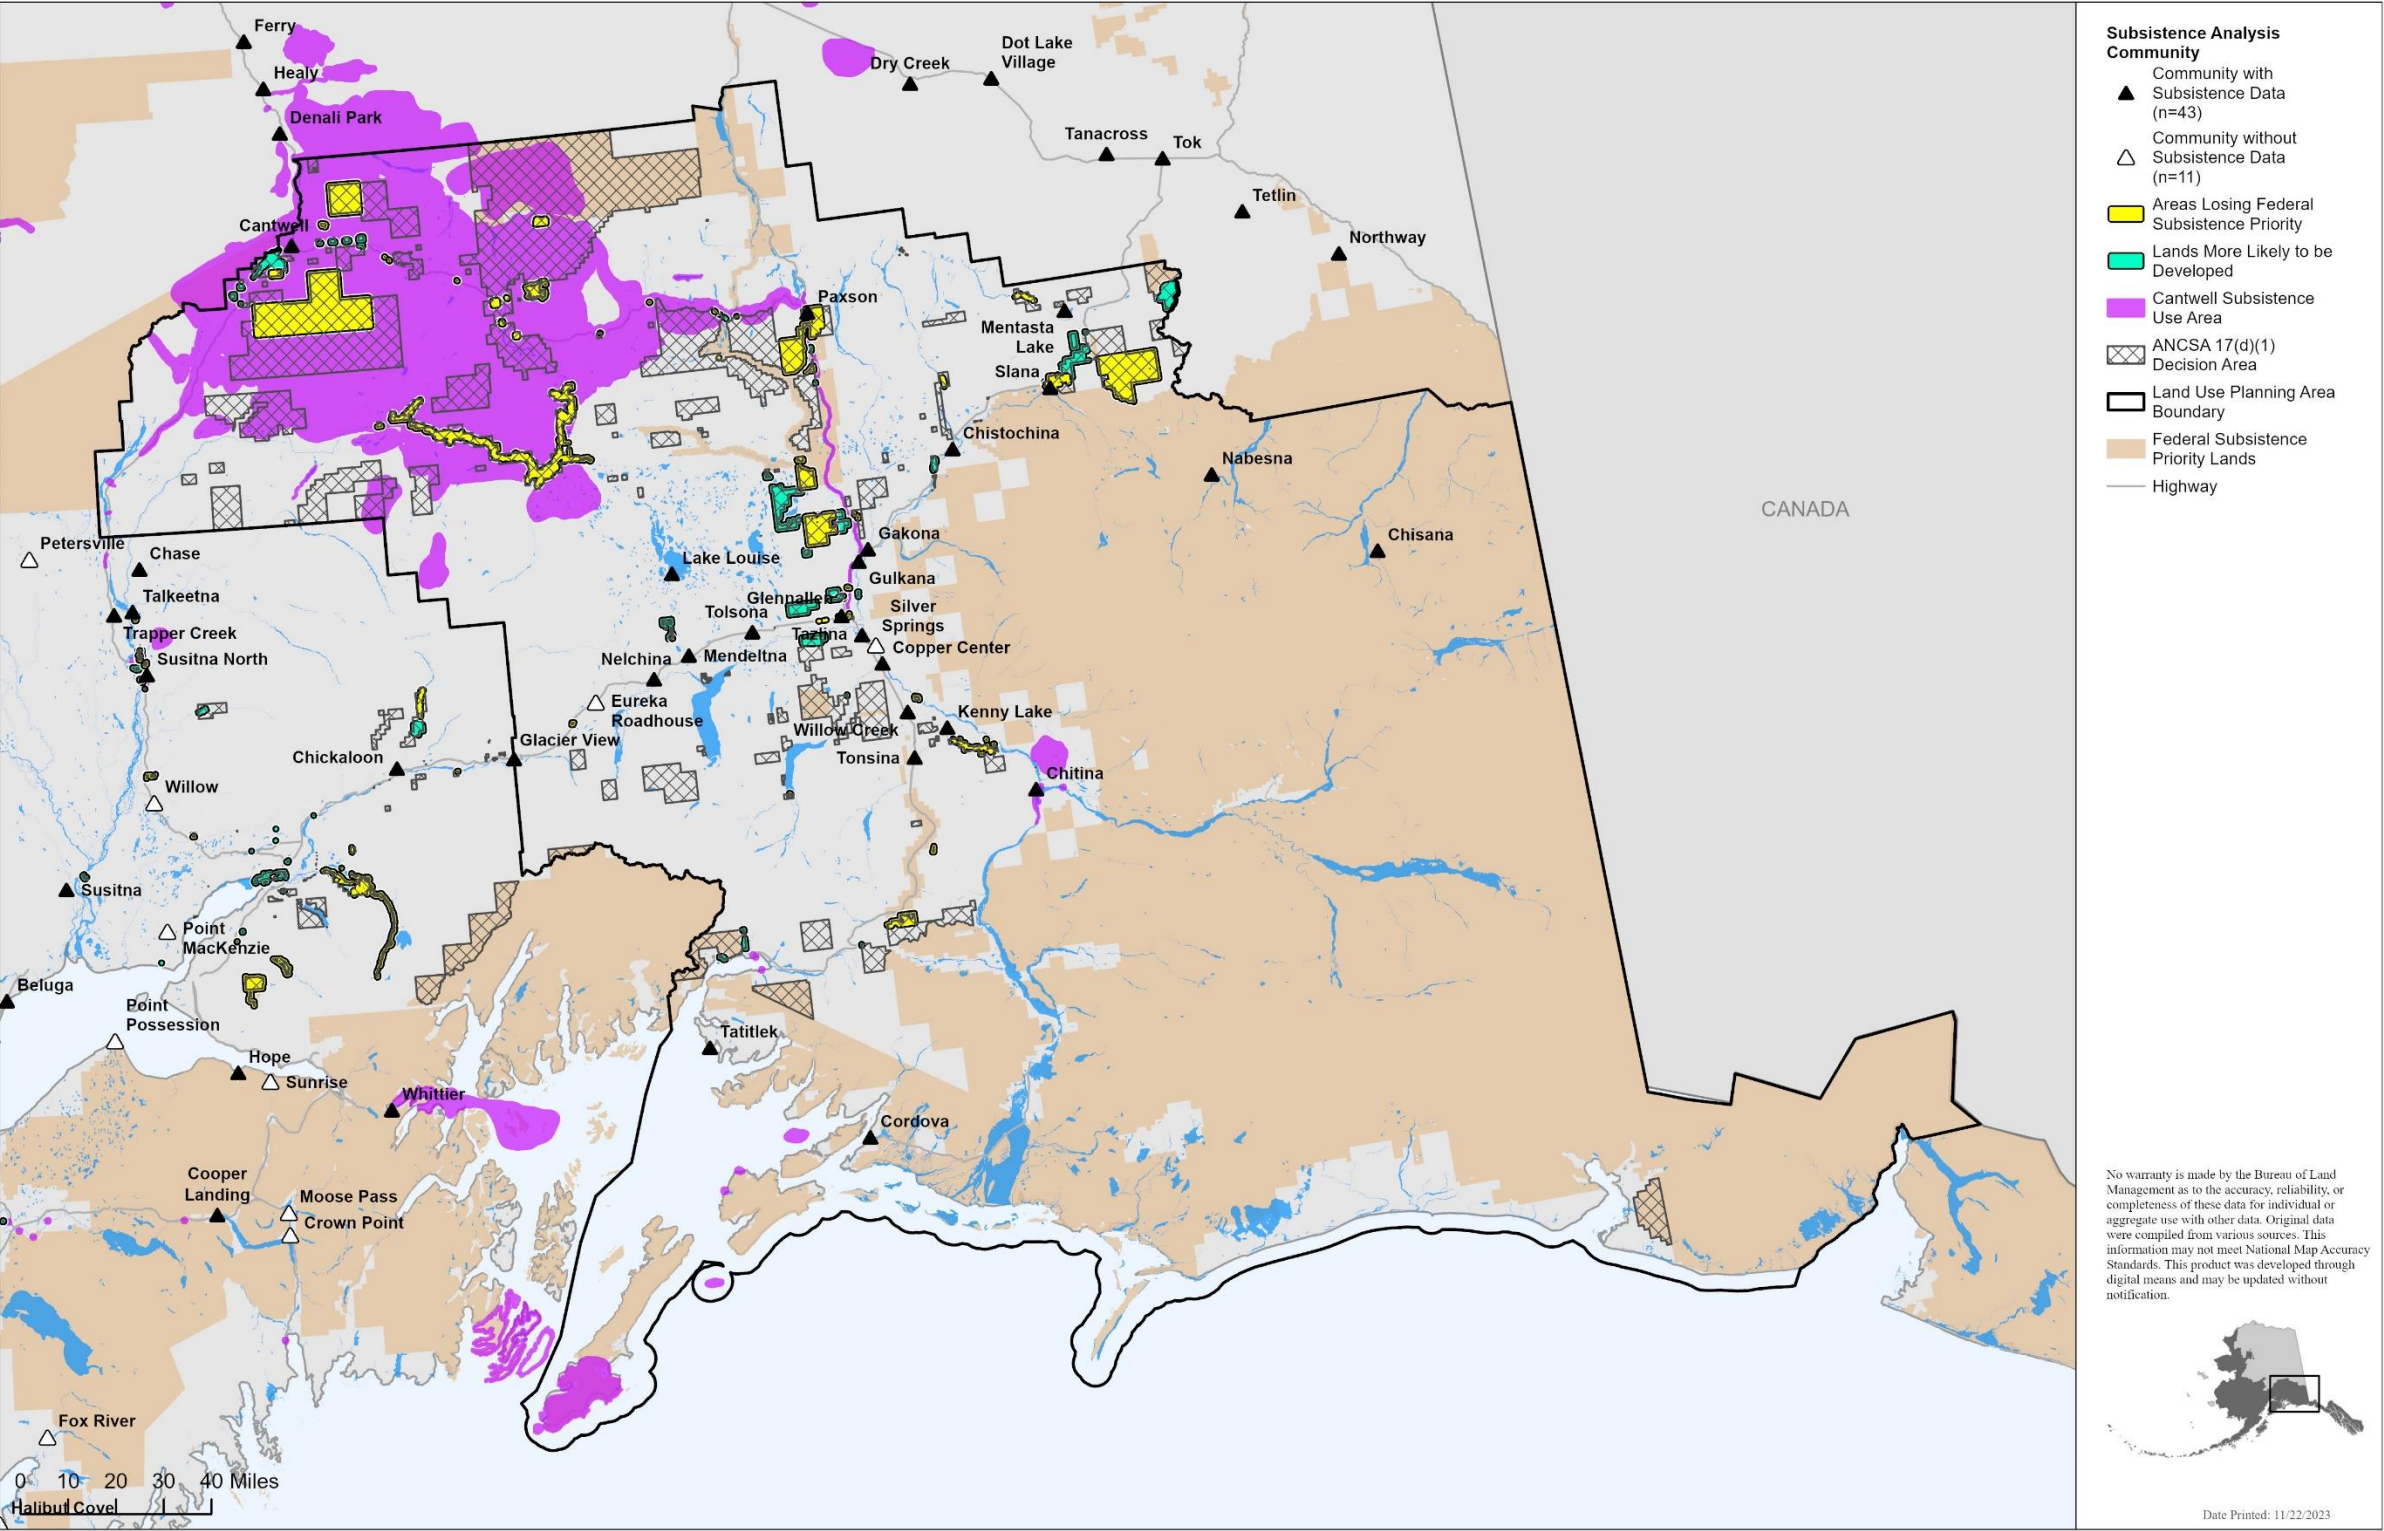 Ferry
Healy
Denali Park
Cantwell
Dry Creek
Dot Lake
Village
Tanacross
Tok
Tetlin
Northway
Paxson
Mentasta
Lake
Slana
Chistochina
Nabesna
Chisana
CANADA
Petersville
Chase
Talkeetna
Trapper Creek
Susitna North
Lake Louise
Gakona
Gulkana
Glennallen
Tolsona
Silver
Springs
Tazlina
Copper Center
Nelchina
Mendeltna
Eureka
Roadhouse
Willow Creek
Kenny Lake
Glacier View
Tonsina
Chickaloon
Chitina
Willow
Susitna
Point
MacKenzie
Beluga
Point
Possession
Hope
Sunrise
Whittier
Tatitlek
Cordova
Cooper
Landing
Moose Pass
Crown Point
Fox River
0 10 20 30 40 Miles
Halibut Cove
Subsistence Analysis
Community
Community with
Subsistence Data
(n=43)
Community without
Subsistence Data
(n=11)
Areas Losing Federal
Subsistence Priority
Lands More Likely to be
Developed
Cantwell Subsistence
Use Area
ANCSA 17(d)(1)
Decision Area
Land Use Planning Area
Boundary
Federal Subsistence
Priority Lands
Highway
No warranty is made by the Bureau of Land
Management as to the accuracy, reliability, or
completeness of these data for individual or
aggregate use with other data. Original data
were compiled from various sources. This
information may not meet National Map Accuracy
Standards. This product was developed through
digital means and may be updated without
notification.
Date Printed: 11/22/2023